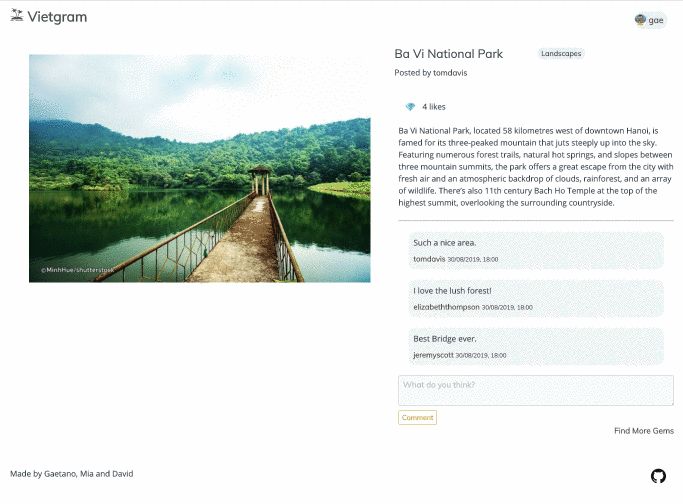 Vietgram
gae
©MinhHue/shutterstock
Ba Vi National Park
Landscapes
Posted by tomdavis
4 likes
Ba Vi National Park, located 58 kilometres west of downtown Hanoi, is
famed for its three-peaked mountain that juts steeply up into the sky.
Featuring numerous forest trails, natural hot springs, and slopes between
three mountain summits, the park offers a great escape from the city with
fresh air and an atmospheric backdrop of clouds, rainforest, and an array
of wildlife. There's also 11th century Bach Ho Temple at the top of the
highest summit, overlooking the surrounding countryside.
Such a nice area.
tomdavis 30/08/2019, 18:00
I love the lush forest!
elizabeththompson 30/08/2019, 18:00
Best Bridge ever.
jeremyscott 30/08/2019, 18:00
What do you think?
Comment
Find More Gems
Made by Gaetano, Mia and David